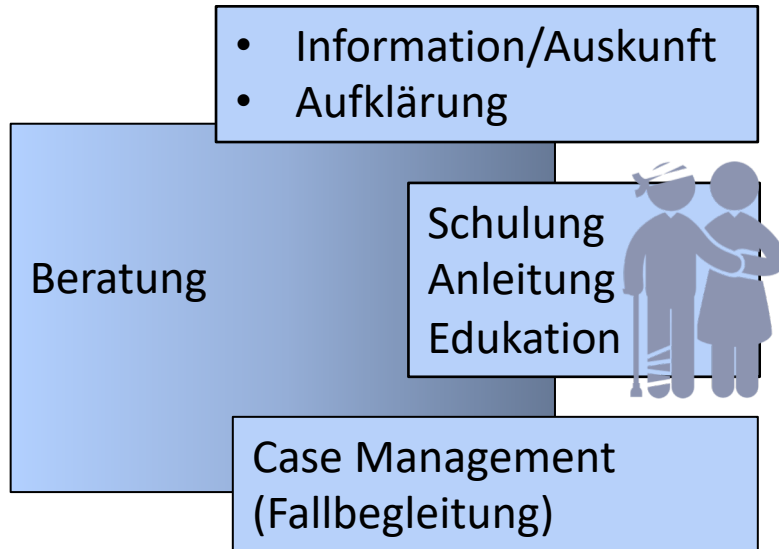 • Information/Auskunft
• Aufklärung
Beratung
Schulung
Anleitung
Edukation
Case Management
(Fallbegleitung)